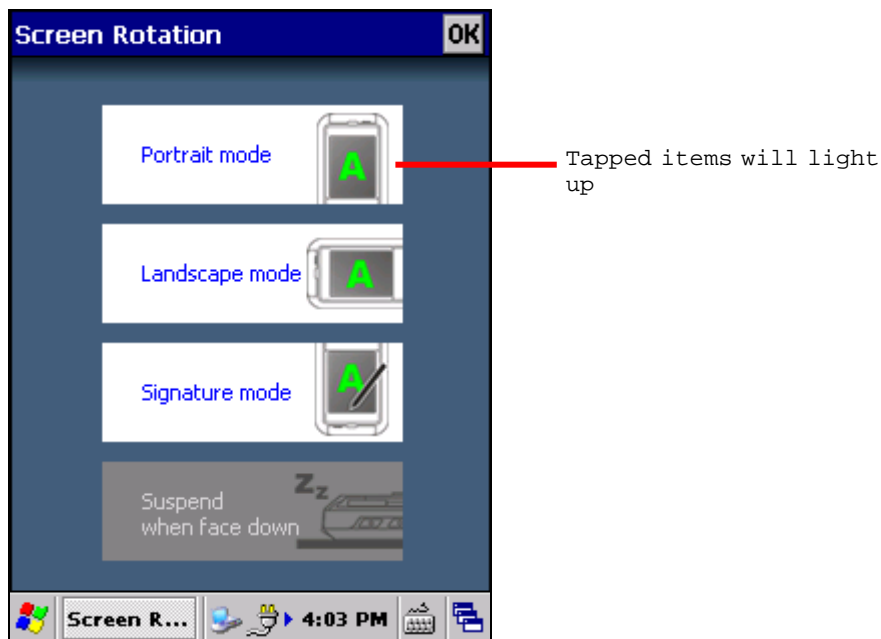 Screen Rotation OK
Portrait mode A
Tapped items will light
up
Landscape mode A
Signature mode A
Suspend
when face down
Zz
Screen R... 4:03 PM